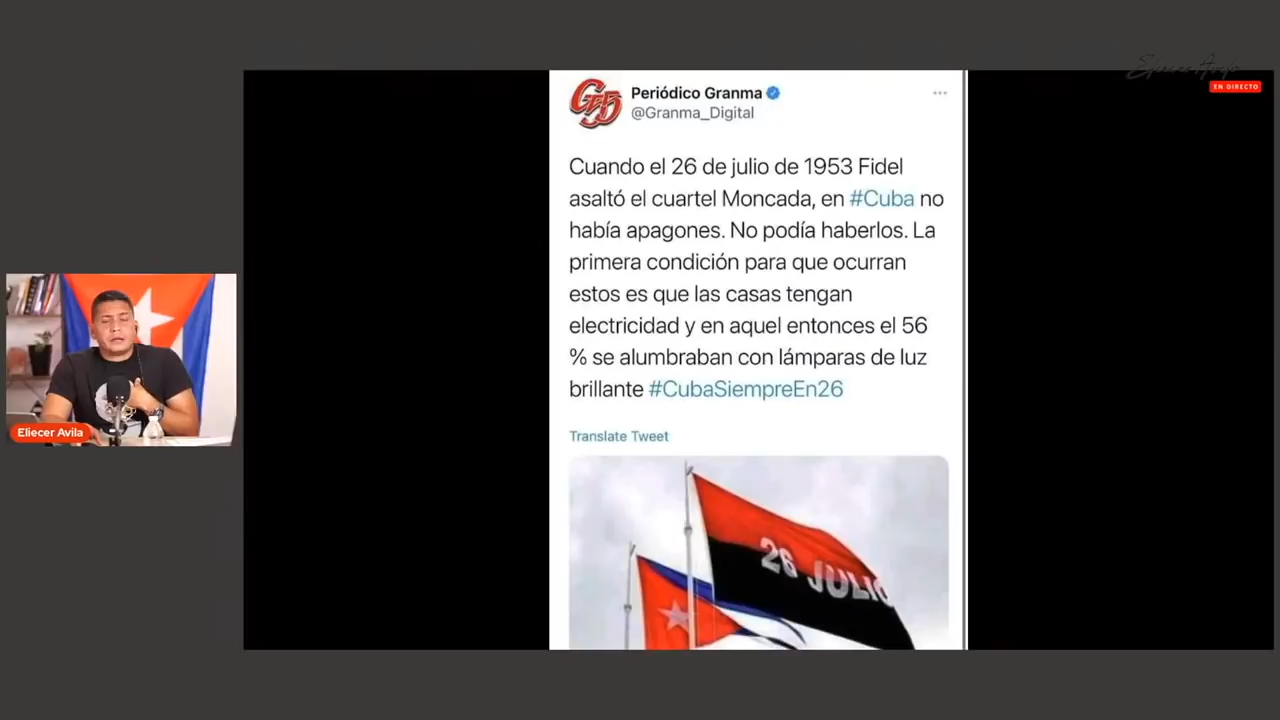 Eliecer Avila
EN DIRECTO
Periódico Granma
@Granma_Digital
Cuando el 26 de julio de 1953 Fidel
asaltó el cuartel Moncada, en #Cuba no
había apagones. No podía haberlos. La
primera condición para que ocurran
estos es que las casas tengan
electricidad y en aquel entonces el 56
% se alumbraban con lámparas de luz
brillante #CubaSiempreEn26
Translate Tweet
26 JULIO
Eliecer Avila